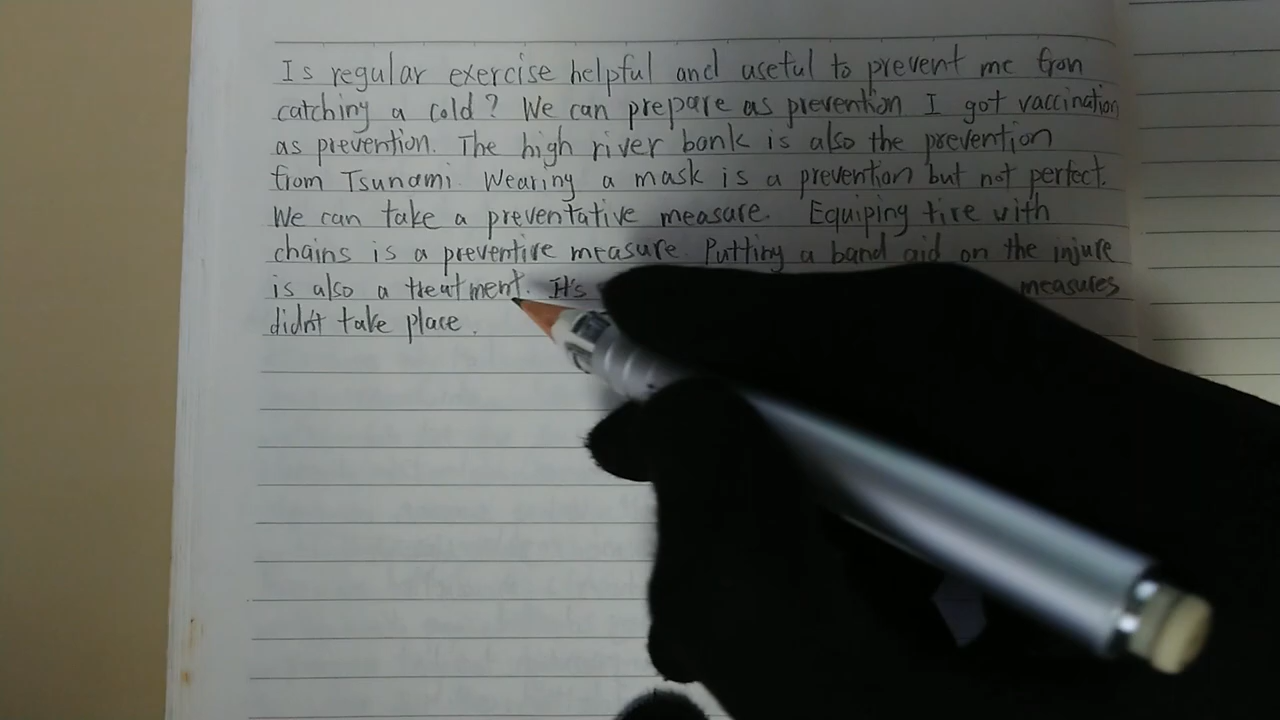 Is regular exercise helpful and useful to prevent me from
catching a cold? We can prepare as prevention I got vaccination
as prevention. The high river bank is also the prevention
from Tsunami. Wearing a mask is a prevention but not perfect.
We can take a preventative measure. Equiping tire with
chains is a preventive measure. Putting a band aid on the injure
is also a treatment. It's measures
didn't take place.